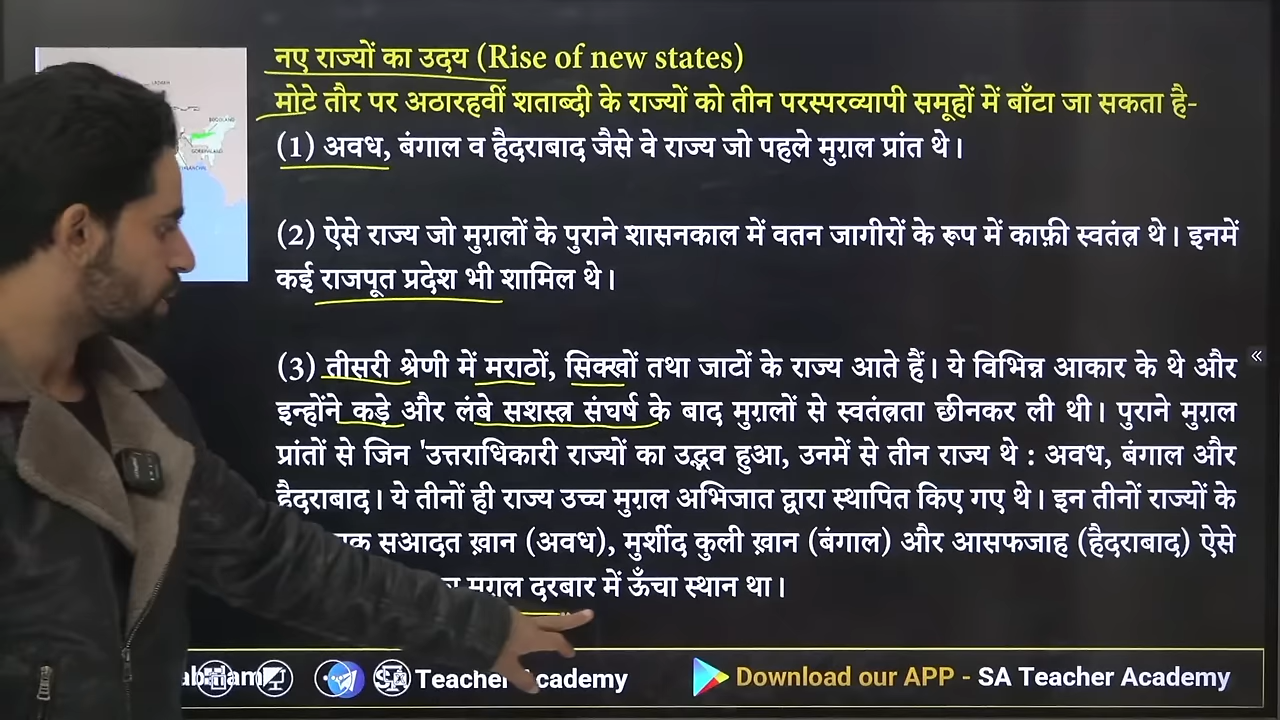 नए राज्यों का उदय (Rise of new states)
मोटे तौर पर अठारहवीं शताब्दी के राज्यों को तीन परस्परव्यापी समूहों में बाँटा जा सकता है-
(1) अवध, बंगाल व हैदराबाद जैसे वे राज्य जो पहले मुग़ल प्रांत थे।
(2) ऐसे राज्य जो मुग़लों के पुराने शासनकाल में वतन जागीरों के रूप में काफ़ी स्वतंत्र थे। इनमें
कई राजपूत प्रदेश भी शामिल थे।
(3) तीसरी श्रेणी में मराठों, सिक्खों तथा जाटों के राज्य आते हैं। ये विभिन्न आकार के थे और
इन्होंने कड़े और लंबे सशस्त्र संघर्ष के बाद मुग़लों से स्वतंत्रता छीनकर ली थी। पुराने मुग़ल
प्रांतों से जिन 'उत्तराधिकारी राज्यों का उद्भव हुआ, उनमें से तीन राज्य थे : अवध, बंगाल और
हैदराबाद। ये तीनों ही राज्य उच्च मुग़ल अभिजात द्वारा स्थापित किए गए थे। इन तीनों राज्यों के
सआदत ख़ान (अवध), मुर्शीद कुली ख़ान (बंगाल) और आसफजाह (हैदराबाद) ऐसे
मुग़ल दरबार में ऊँचा स्थान था।
SA Teacher Academy
Download our APP - SA Teacher Academy